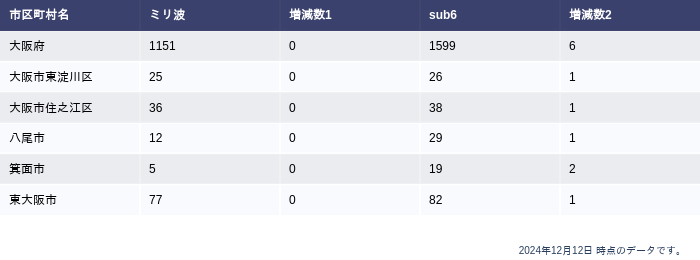 市区町村名 ミリ波 増減数1 sub6 増減数2
大阪府 1151 0 1599 6
大阪市東淀川区 25 0 26 1
大阪市住之江区 36 0 38 1
八尾市 12 0 29 1
箕面市 5 0 19 2
東大阪市 77 0 82 1
2024年12月12日 時点のデータです。